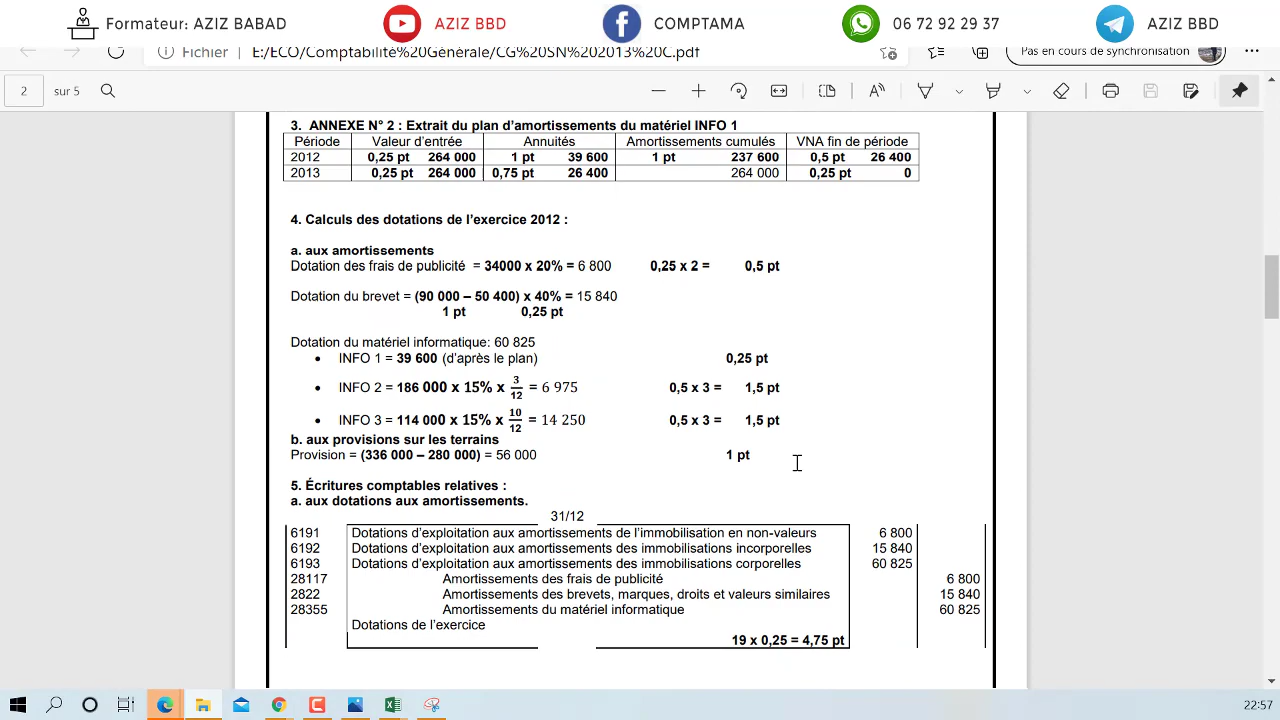 Formateur: AZIZ BABAD AZIZ BBD COMPTAMA 06 72 92 29 37 AZIZ BBD
Fichier E:/ECO/Comptabilité%20Générale/CG%20SN%202013%20C.pdf Pas en cours de synchronisation
2 sur 5
3. ANNEXE N° 2 : Extrait du plan d'amortissements du matériel INFO 1
Période Valeur d'entrée Annuités Amortissements cumulés VNA fin de période
2012 0,25 pt 264 000 1 pt 39 600 1 pt 237 600 0,5 pt 26 400
2013 0,25 pt 264 000 0,75 pt 26 400 264 000 0,25 pt 0
4. Calculs des dotations de l'exercice 2012 :
a. aux amortissements
Dotation des frais de publicité = 34000 x 20% = 6 800 0,25 x 2 = 0,5 pt
Dotation du brevet = (90 000 – 50 400) x 40% = 15 840
1 pt 0,25 pt
Dotation du matériel informatique: 60 825
• INFO 1 = 39 600 (d'après le plan) 0,25 pt
• INFO 2 = 186 000 x 15% x 3/12 = 6 975 0,5 x 3 = 1,5 pt
• INFO 3 = 114 000 x 15% x 10/12 = 14 250 0,5 x 3 = 1,5 pt
b. aux provisions sur les terrains
Provision = (336 000 – 280 000) = 56 000 1 pt
5. Écritures comptables relatives :
a. aux dotations aux amortissements.
31/12
6191 Dotations d'exploitation aux amortissements de l'immobilisation en non-valeurs 6 800
6192 Dotations d'exploitation aux amortissements des immobilisations incorporelles 15 840
6193 Dotations d'exploitation aux amortissements des immobilisations corporelles 60 825
28117 Amortissements des frais de publicité 6 800
2822 Amortissements des brevets, marques, droits et valeurs similaires 15 840
28355 Amortissements du matériel informatique 60 825
Dotations de l'exercice
19 x 0,25 = 4,75 pt
22:57